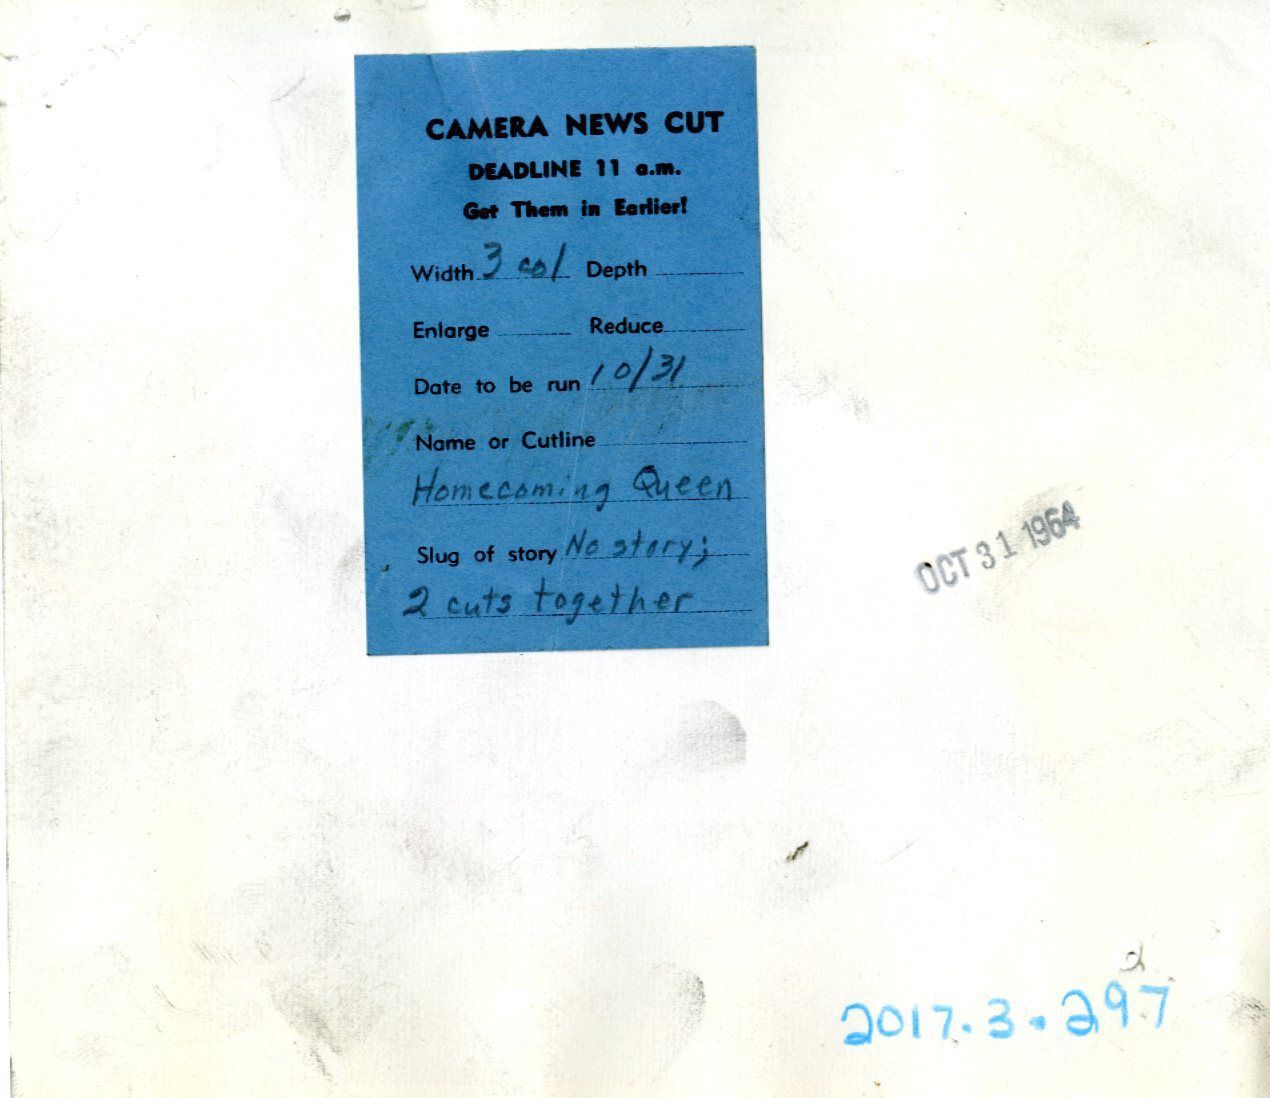 CAMERA NEWS CUT
DEADLINE 11 a.m.
Get Them in Earlier!
Width 3 col Depth
Enlarge Reduce
Date to be run 10/31
Name or Cutline
Homecoming Queen
Slug of story No story;
2 cuts together
OCT 31 1964
2
2017.3.297